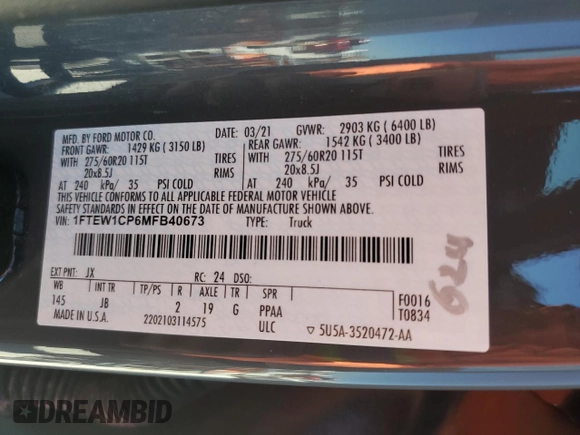 MFD. BY FORD MOTOR CO.
DATE: 03/21 GVWR: 2903 KG ( 6400 LB)
FRONT GAWR: 1429 KG ( 3150 LB) REAR GAWR: 1542 KG ( 3400 LB)
WITH 275/60R20 115T TIRES WITH 275/60R20 115T TIRES
20x8.5J RIMS 20x8.5J RIMS
AT 240 kPa/ 35 PSI COLD AT 240 kPa/ 35 PSI COLD
THIS VEHICLE CONFORMS TO ALL APPLICABLE FEDERAL MOTOR VEHICLE
SAFETY STANDARDS IN EFFECT ON THE DATE OF MANUFACTURE SHOWN ABOVE.
VIN: 1FTEW1CP6MFB40673 TYPE: Truck
EXT PNT: JX RC: 24 DSO:
WB INT TR TP/PS R AXLE TR SPR
145 JB 2 19 G PPAA
F0016
T0834
MADE IN U.S.A. 2202103114575 ULC
5U5A-3520472-AA
624
DREAMBID